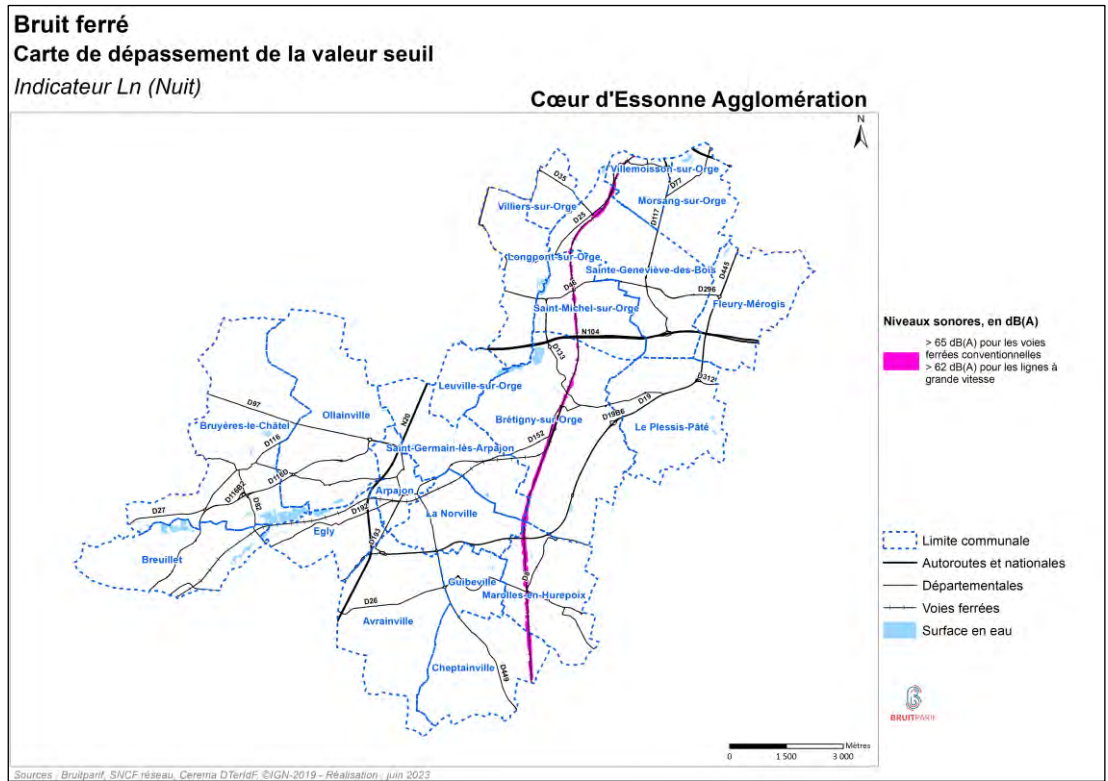 Bruit ferré
Carte de dépassement de la valeur seuil
Indicateur Ln (Nuit)
Cœur d'Essonne Agglomération
N
Villemoisson-sur-Orge
D35
D77
Villiers-sur-Orge
Morsang-sur-Orge
D25
D117
Longpont-sur-Orge
Sainte-Geneviève-des-Bois
D445
D46
D296
Fleury-Mérogis
Saint-Michel-sur-Orge
N104
D133
Leuville-sur-Orge
D312
D19
D97
Ollainville
N20
Brétigny-sur-Orge
D19B6
Bruyères-le-Châtel
D116
D152
Le Plessis-Pâté
Saint-Germain-lès-Arpajon
D116D
D116B2
Arpajon
D82
D27
D192
La Norville
Egly
D193
Breuillet
D8
Guibeville
Marolles-en-Hurepoix
D26
Avrainville
Cheptainville
D449
Niveaux sonores, en dB(A)
> 65 dB(A) pour les voies
ferrées conventionnelles
> 62 dB(A) pour les lignes à
grande vitesse
Limite communale
Autoroutes et nationales
Départementales
Voies ferrées
Surface en eau
BRUITPARIF
Mètres
0 1 500 3 000
Sources : Bruitparif, SNCF réseau, Cerema DTerIdF, ©IGN-2019 - Réalisation : juin 2023